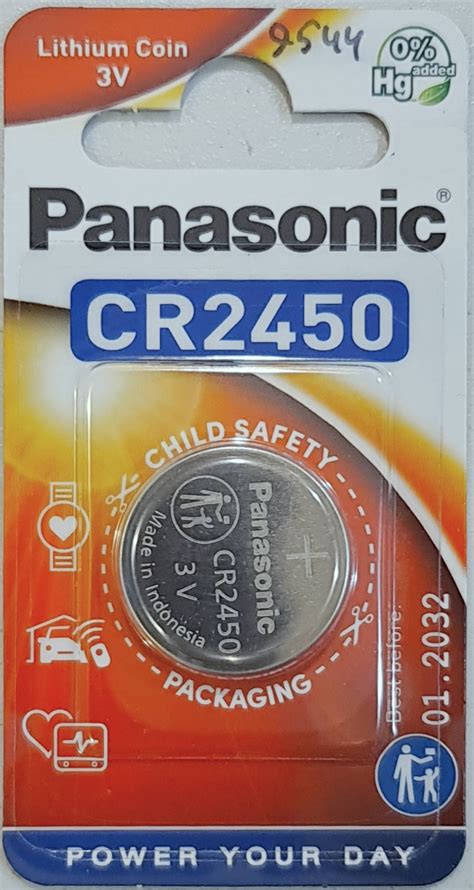 Lithium Coin
3V
9544
0%
Hg added
Panasonic®
CR2450
CHILD SAFETY
Panasonic
CR2450
3 V
Made in Indonesia
+
PACKAGING
Best before:
01.2032
POWER YOUR DAY